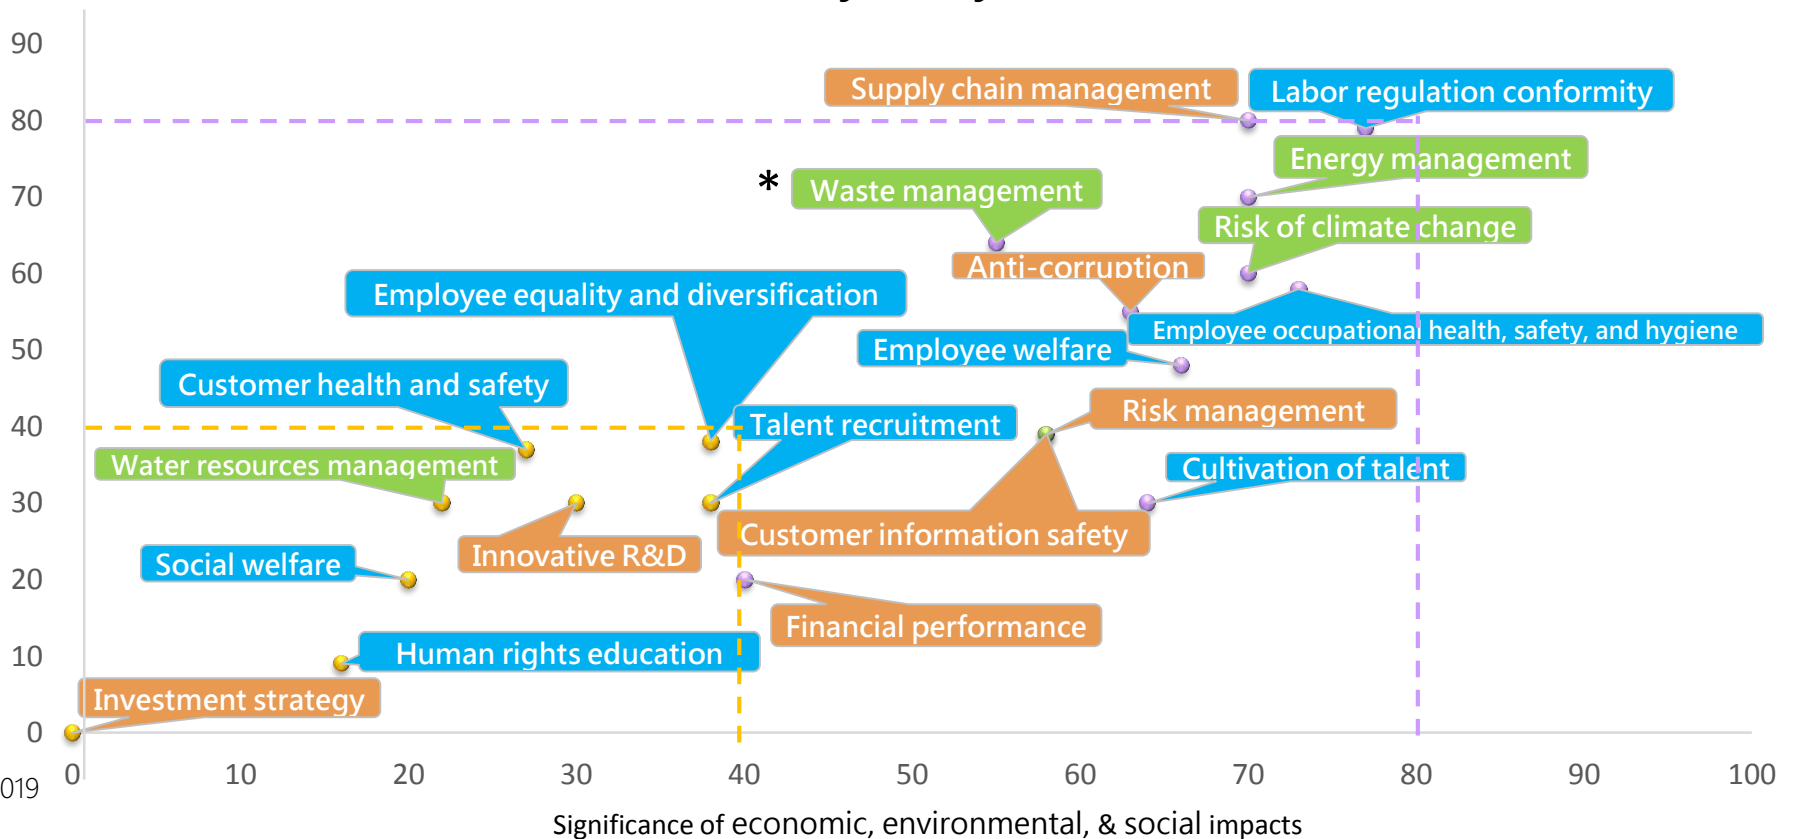 90
Supply chain management
Labor regulation conformity
80
Energy management
* Waste management
70
Risk of climate change
Anti-corruption
60
Employee equality and diversification
Employee occupational health, safety, and hygiene
50
Employee welfare
Customer health and safety
Risk management
40
Talent recruitment
Water resources management
Cultivation of talent
30
Customer information safety
Innovative R&D
Social welfare
20
Financial performance
10
Human rights education
Investment strategy
0
0 10 20 30 40 50 60 70 80 90 100
019
Significance of economic, environmental, & social impacts